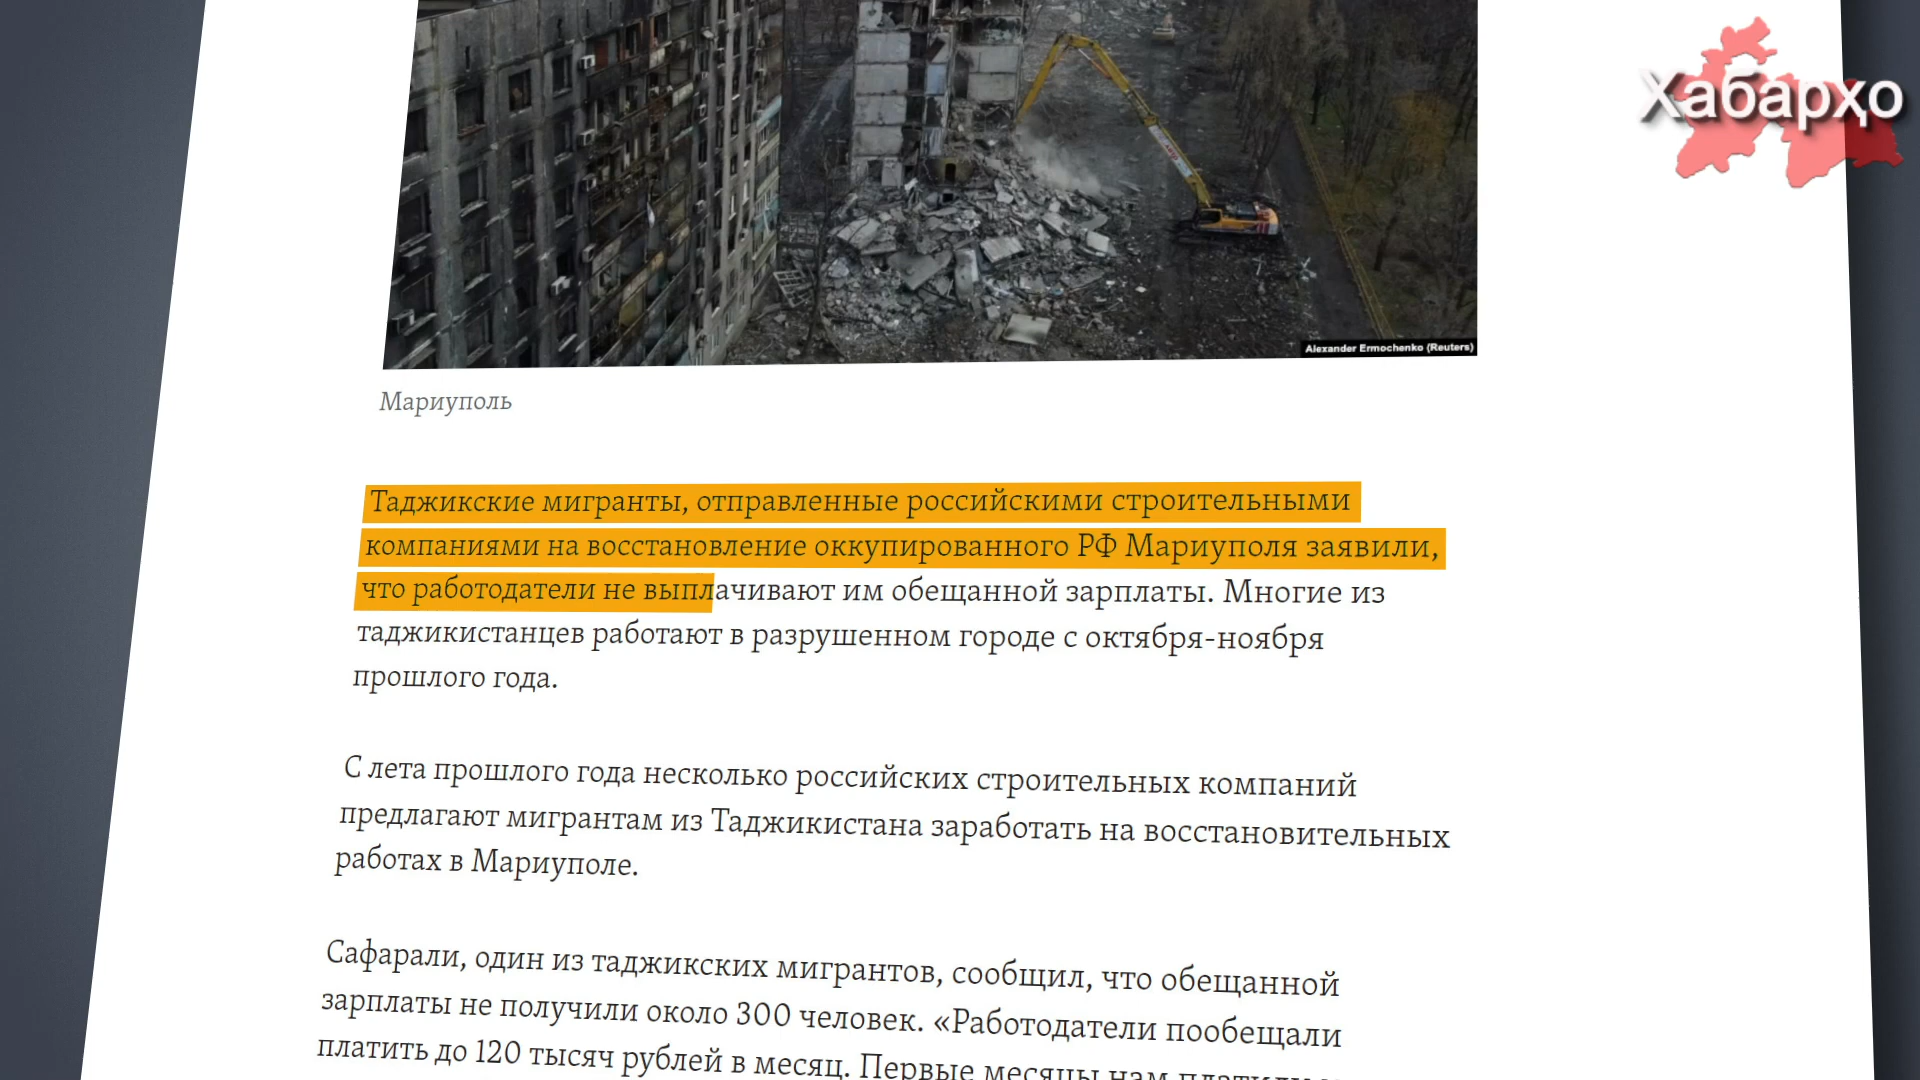 Хабарҳо
Alexander Ermochenko (Reuters)
Мариуполь
Таджикские мигранты, отправленные российскими строительными
компаниями на восстановление оккупированного РФ Мариуполя заявили,
что работодатели не выплачивают им обещанной зарплаты. Многие из
таджикистанцев работают в разрушенном городе с октября-ноября
прошлого года.
С лета прошлого года несколько российских строительных компаний
предлагают мигрантам из Таджикистана заработать на восстановительных
работах в Мариуполе.
Сафарали, один из таджикских мигрантов, сообщил, что обещанной
зарплаты не получили около 300 человек. «Работодатели пообещали
платить до 120 тысяч рублей в месяц. Первые месяцы нам платили